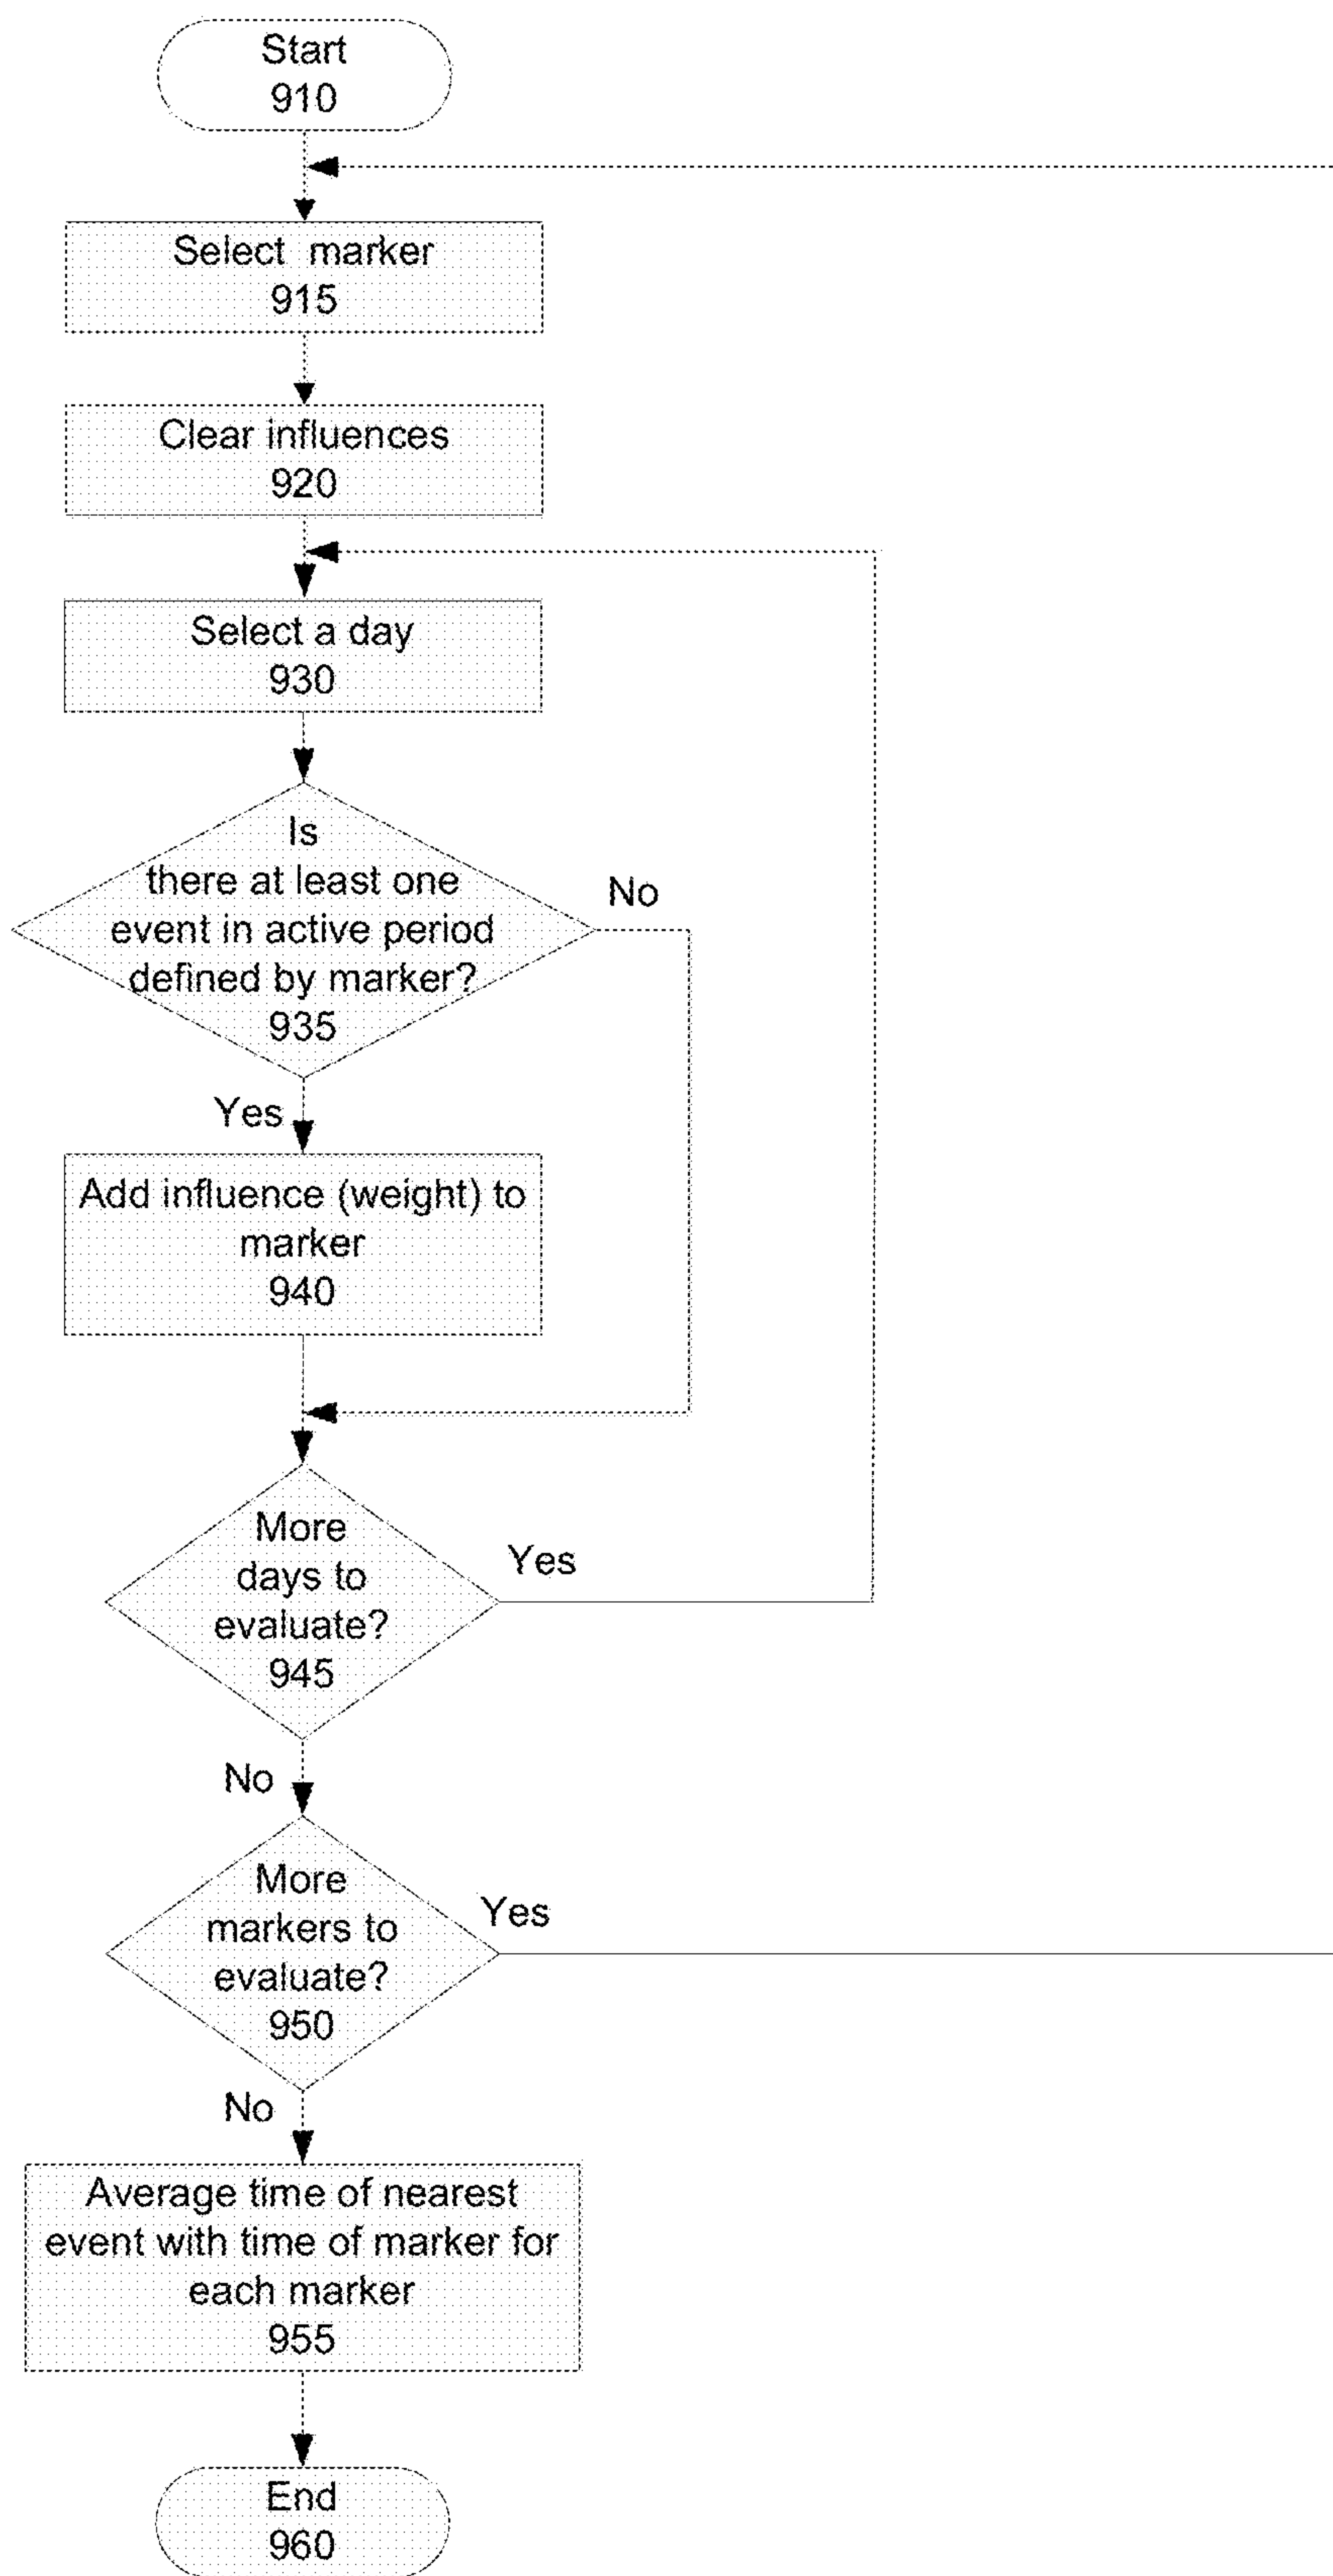 Start
910
Select marker
915
Clear influences
920
Select a day
930
Is
there at least one
event in active period
defined by marker?
935
No
Yes
Add influence (weight) to
marker
940
More
days to
evaluate?
945
Yes
No
More
markers to
evaluate?
950
Yes
No
Average time of nearest
event with time of marker for
each marker
955
End
960